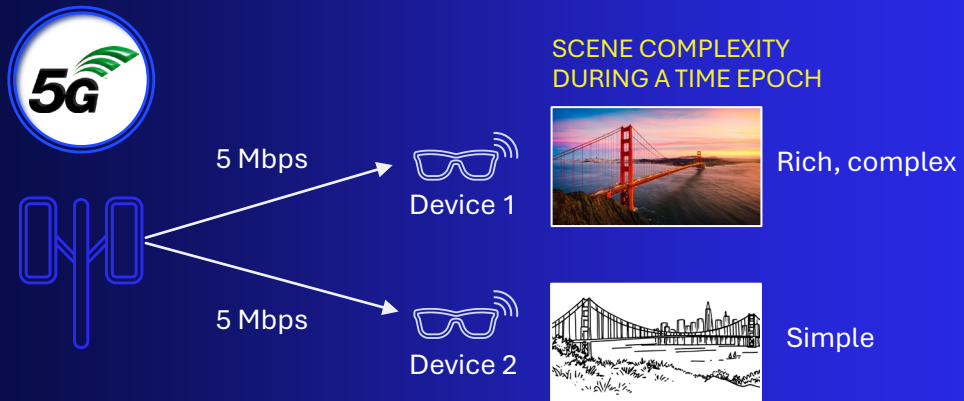 5G
SCENE COMPLEXITY
DURING A TIME EPOCH
5 Mbps
Device 1
Rich, complex
5 Mbps
Device 2
Simple